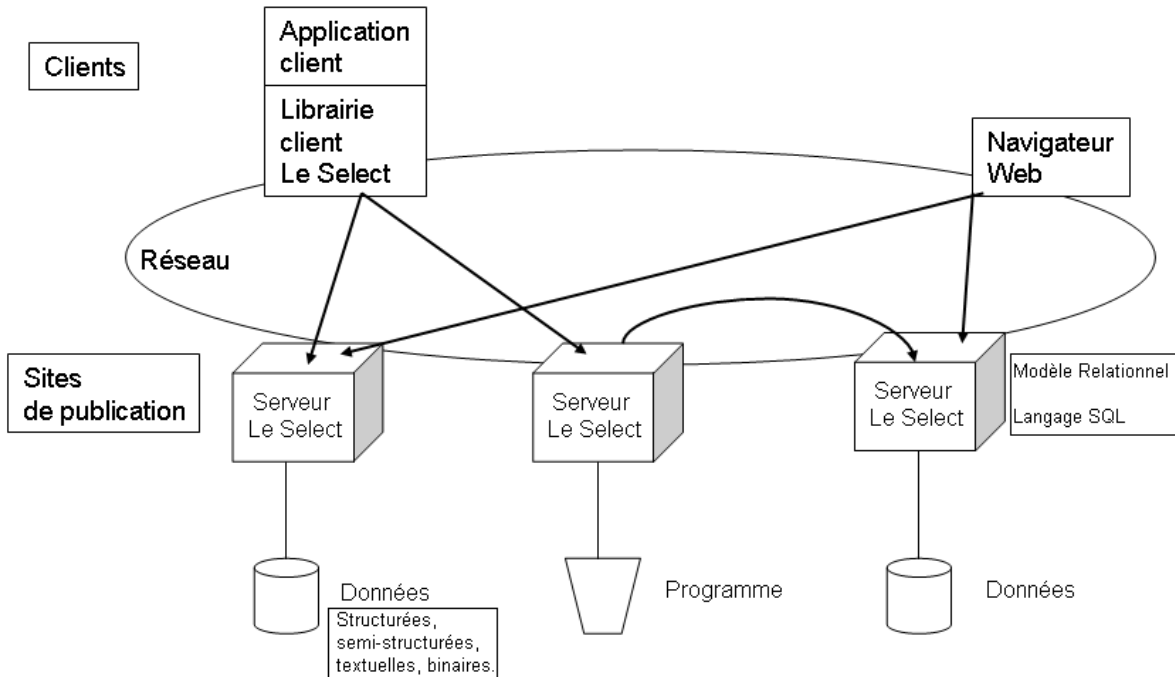 Application
client
Clients
Librairie
client
Le Select
Navigateur
Web
Réseau
Sites
de publication
Serveur
Le Select
Serveur
Le Select
Serveur
Le Select
Modèle Relationnel
Langage SQL
Données
Structurées,
semi-structurées,
textuelles, binaires.
Programme
Données